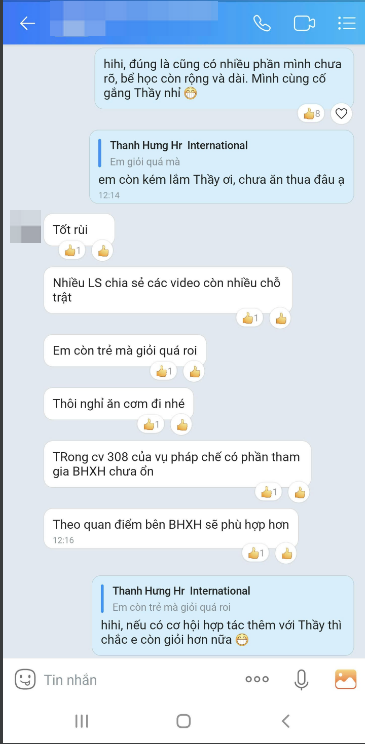 hihi, đúng là cũng có nhiều phần mình chưa
rõ, bể học còn rộng và dài. Mình cùng cố
gắng Thầy nhỉ 😁
8
Thanh Hưng Hr International
Em giỏi quá mà
em còn kém lắm Thầy ơi, chưa ăn thua đâu ạ
12:14
Tốt rùi
1
Nhiều LS chia sẻ các video còn nhiều chỗ
trật
1
Em còn trẻ mà giỏi quá roi
1
Thôi nghỉ ăn cơm đi nhé
1
TRong cv 308 của vụ pháp chế có phần tham
gia BHXH chưa ổn
1
Theo quan điểm bên BHXH sẽ phù hợp hơn
12:16
1
Thanh Hưng Hr International
Em còn trẻ mà giỏi quá roi
hihi, nếu có cơ hội hợp tác thêm với Thầy thì
chắc e còn giỏi hơn nữa 😁
Tin nhắn